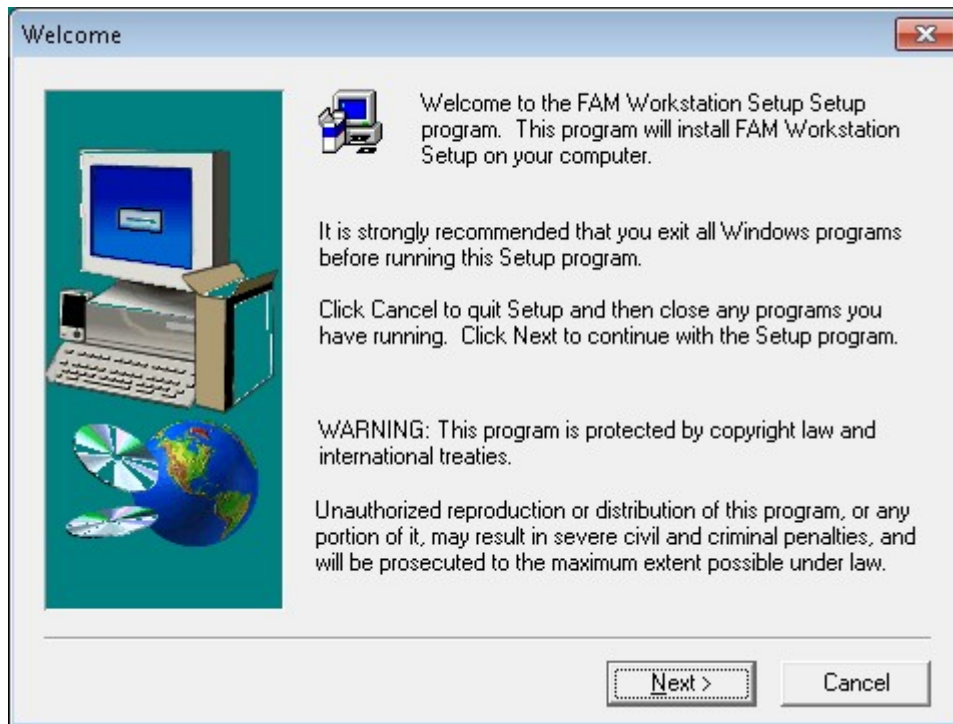 Welcome
Welcome to the FAM Workstation Setup Setup
program. This program will install FAM Workstation
Setup on your computer.
It is strongly recommended that you exit all Windows programs
before running this Setup program.
Click Cancel to quit Setup and then close any programs you
have running. Click Next to continue with the Setup program.
WARNING: This program is protected by copyright law and
international treaties.
Unauthorized reproduction or distribution of this program, or any
portion of it, may result in severe civil and criminal penalties, and
will be prosecuted to the maximum extent possible under law.
Next >
Cancel